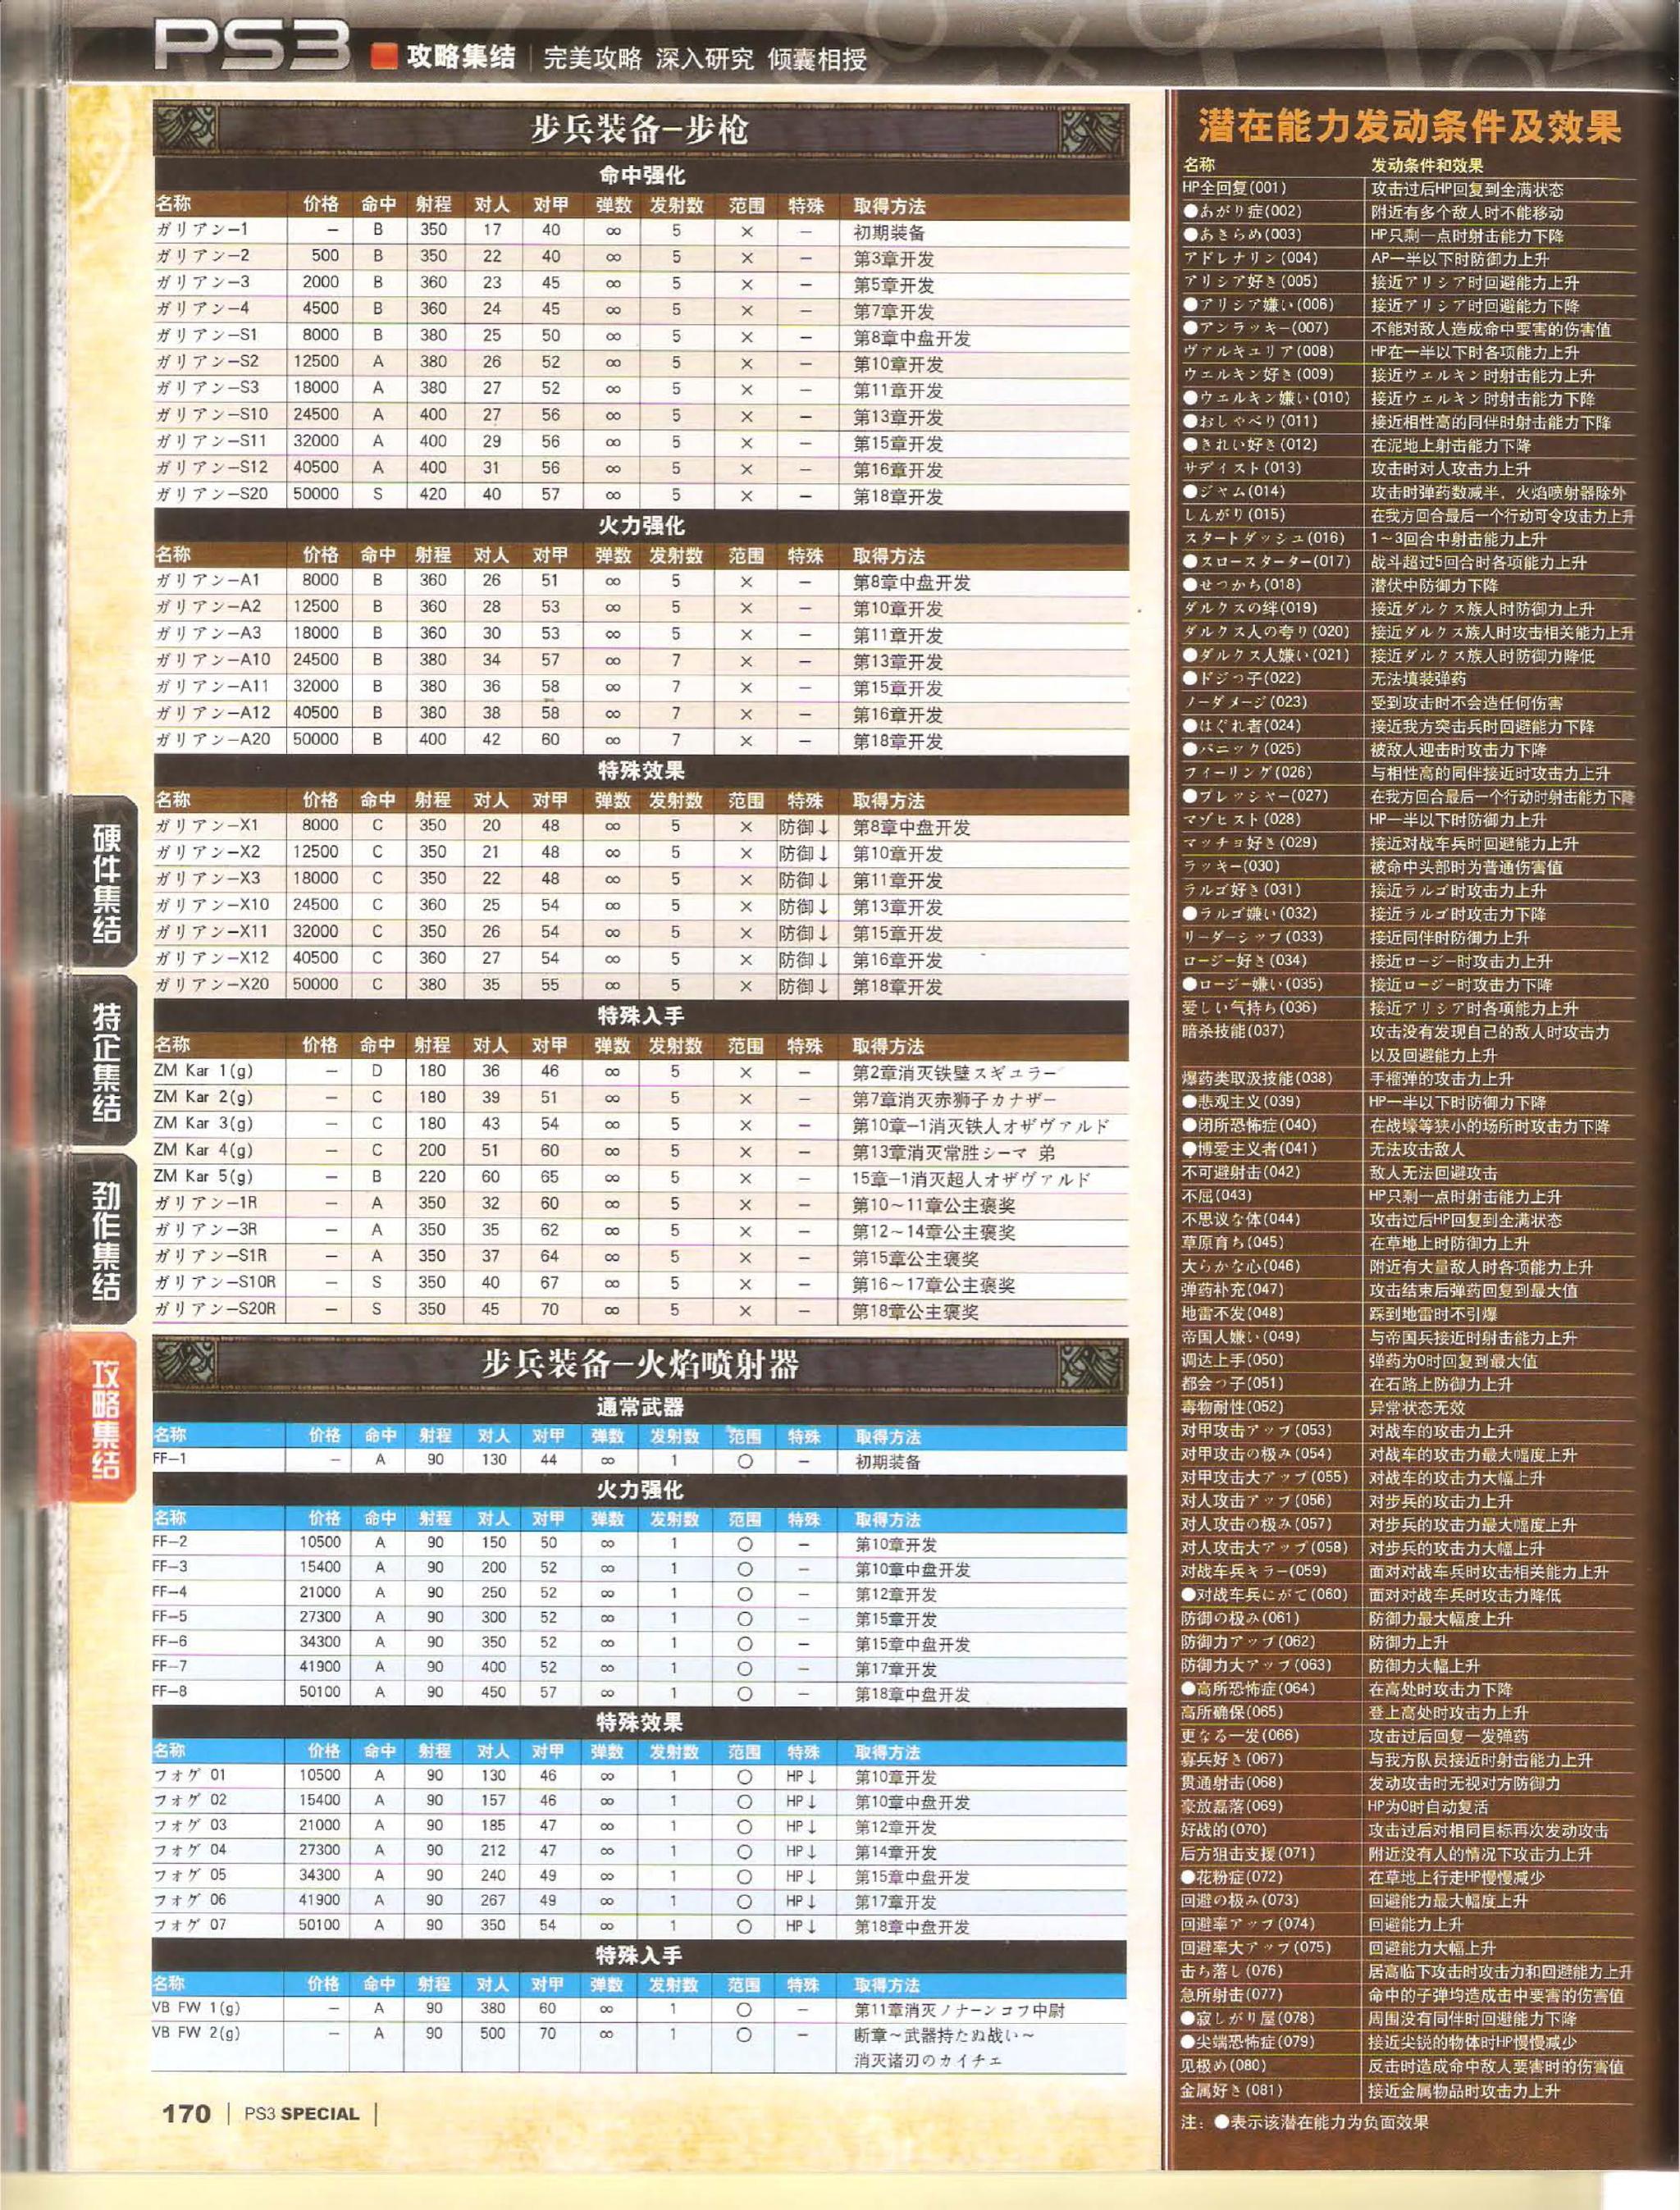 PS3 攻略集结 | 完美攻略 深入研究 倾囊相授
步兵装备-步枪
命中强化
名称 价格 命中 射程 对人 对甲 弹数 发射数 范围 特殊 取得方法
ガリアン-1 - B 350 17 40 ∞ 5 × - 初期装备
ガリアン-2 500 B 350 22 40 ∞ 5 × - 第3章开发
ガリアン-3 2000 B 360 23 45 ∞ 5 × - 第5章开发
ガリアン-4 4500 B 360 24 45 ∞ 5 × - 第7章开发
ガリアン-S1 8000 B 380 25 50 ∞ 5 × - 第8章中盘开发
ガリアン-S2 12500 A 380 26 52 ∞ 5 × - 第10章开发
ガリアン-S3 18000 A 380 27 52 ∞ 5 × - 第11章开发
ガリアン-S10 24500 A 400 27 56 ∞ 5 × - 第13章开发
ガリアン-S11 32000 A 400 29 56 ∞ 5 × - 第15章开发
ガリアン-S12 40500 A 400 31 56 ∞ 5 × - 第16章开发
ガリアン-S20 50000 S 420 40 57 ∞ 5 × - 第18章开发
火力强化
名称 价格 命中 射程 对人 对甲 弹数 发射数 范围 特殊 取得方法
ガリアン-A1 8000 B 360 26 51 ∞ 5 × - 第8章中盘开发
ガリアン-A2 12500 B 360 28 53 ∞ 5 × - 第10章开发
ガリアン-A3 18000 B 360 30 53 ∞ 5 × - 第11章开发
ガリアン-A10 24500 B 380 34 57 ∞ 7 × - 第13章开发
ガリアン-A11 32000 B 380 36 58 ∞ 7 × - 第15章开发
ガリアン-A12 40500 B 380 38 58 ∞ 7 × - 第16章开发
ガリアン-A20 50000 B 400 42 60 ∞ 7 × - 第18章开发
特殊效果
名称 价格 命中 射程 对人 对甲 弹数 发射数 范围 特殊 取得方法
ガリアン-X1 8000 C 350 20 48 ∞ 5 × 防御↓ 第8章中盘开发
ガリアン-X2 12500 C 350 21 48 ∞ 5 × 防御↓ 第10章开发
ガリアン-X3 18000 C 350 22 48 ∞ 5 × 防御↓ 第11章开发
ガリアン-X10 24500 C 360 25 54 ∞ 5 × 防御↓ 第13章开发
ガリアン-X11 32000 C 350 26 54 ∞ 5 × 防御↓ 第15章开发
ガリアン-X12 40500 C 360 27 54 ∞ 5 × 防御↓ 第16章开发
ガリアン-X20 50000 C 380 35 55 ∞ 5 × 防御↓ 第18章开发
特殊入手
名称 价格 命中 射程 对人 对甲 弹数 发射数 范围 特殊 取得方法
ZM Kar 1(g) - D 180 36 46 ∞ 5 × - 第2章消灭铁壁スギュラー
ZM Kar 2(g) - C 180 39 51 ∞ 5 × - 第7章消灭赤狮子カナザー
ZM Kar 3(g) - C 180 43 54 ∞ 5 × - 第10章-1消灭铁人オザヴァルド
ZM Kar 4(g) - C 200 51 60 ∞ 5 × - 第13章消灭常胜シーマ 弟
ZM Kar 5(g) - B 220 60 65 ∞ 5 × - 15章-1消灭超人オザヴァルド
ガリアン-1R - A 350 32 60 ∞ 5 × - 第10~11章公主褒奖
ガリアン-3R - A 350 35 62 ∞ 5 × - 第12~14章公主褒奖
ガリアン-S1R - A 350 37 64 ∞ 5 × - 第15章公主褒奖
ガリアン-S10R - S 350 40 67 ∞ 5 × - 第16~17章公主褒奖
ガリアン-S20R - S 350 45 70 ∞ 5 × - 第18章公主褒奖
步兵装备-火焰喷射器
通常武器
名称 价格 命中 射程 对人 对甲 弹数 发射数 范围 特殊 取得方法
FF-1 - A 90 130 44 ∞ 1 ○ - 初期装备
火力强化
名称 价格 命中 射程 对人 对甲 弹数 发射数 范围 特殊 取得方法
FF-2 10500 A 90 150 50 ∞ 1 ○ - 第10章开发
FF-3 15400 A 90 200 52 ∞ 1 ○ - 第10章中盘开发
FF-4 21000 A 90 250 52 ∞ 1 ○ - 第12章开发
FF-5 27300 A 90 300 52 ∞ 1 ○ - 第15章开发
FF-6 34300 A 90 350 52 ∞ 1 ○ - 第15章中盘开发
FF-7 41900 A 90 400 52 ∞ 1 ○ - 第17章开发
FF-8 50100 A 90 450 57 ∞ 1 ○ - 第18章中盘开发
特殊效果
名称 价格 命中 射程 对人 对甲 弹数 发射数 范围 特殊 取得方法
フォゲ 01 10500 A 90 130 46 ∞ 1 ○ HP↓ 第10章开发
フォゲ 02 15400 A 90 157 46 ∞ 1 ○ HP↓ 第10章中盘开发
フォゲ 03 21000 A 90 185 47 ∞ 1 ○ HP↓ 第12章开发
フォゲ 04 27300 A 90 212 47 ∞ 1 ○ HP↓ 第14章开发
フォゲ 05 34300 A 90 240 49 ∞ 1 ○ HP↓ 第15章中盘开发
フォゲ 06 41900 A 90 267 49 ∞ 1 ○ HP↓ 第17章开发
フォゲ 07 50100 A 90 350 54 ∞ 1 ○ HP↓ 第18章中盘开发
特殊入手
名称 价格 命中 射程 对人 对甲 弹数 发射数 范围 特殊 取得方法
VB FW 1(g) - A 90 380 60 ∞ 1 ○ - 第11章消灭ノナーンコフ中尉
VB FW 2(g) - A 90 500 70 ∞ 1 ○ - 断章~武器持たぬ战い~
消灭诸刃のカイチェ
潜在能力发动条件及效果
名称 发动条件和效果
HP全回复(001) 攻击过后HP回复到全满状态
●あがり症(002) 附近有多个敌人时不能移动
●あきらめ(003) HP只剩一点时射击能力下降
アドレナリン(004) AP一半以下时防御力上升
アリシア好き(005) 接近アリシア时回避能力上升
●アリシア嫌い(006) 接近アリシア时回避能力下降
●アンラッキー(007) 不能对敌人造成命中要害的伤害值
ヴァルキュリア(008) HP在一半以下时各项能力上升
ウェルキン好き(009) 接近ウェルキン时射击能力上升
●ウェルキン嫌い(010) 接近ウェルキン时射击能力下降
●おしゃべり(011) 接近相性高的同伴时射击能力下降
●きれい好き(012) 在泥地上射击能力下降
サディスト(013) 攻击时对人攻击力上升
●ジャム(014) 攻击时弹药数减半，火焰喷射器除外
しんがり(015) 在我方回合最后一个行动可令攻击力上升
スタートダッシュ(016) 1~3回合中射击能力上升
●スロースターター(017) 战斗超过5回合时各项能力上升
●せっかち(018) 潜伏中防御力下降
ダルクスの绊(019) 接近ダルクス族人时防御力上升
ダルクス人の夸り(020) 接近ダルクス族人时攻击相关能力上升
●ダルクス人嫌い(021) 接近ダルクス族人时防御力降低
●ドジっ子(022) 无法填装弹药
ノーダメージ(023) 受到攻击时不会造任何伤害
●はぐれ者(024) 接近我方突击兵时回避能力下降
●パニック(025) 被敌人迎击时攻击力下降
フィーリング(026) 与相性高的同伴接近时攻击力上升
●プレッシャー(027) 在我方回合最后一个行动时射击能力下降
マゾヒスト(028) HP一半以下时防御力上升
マッチョ好き(029) 接近对战车兵时回避能力上升
ラッキー(030) 被命中头部时为普通伤害值
ラルゴ好き(031) 接近ラルゴ时攻击力上升
●ラルゴ嫌い(032) 接近ラルゴ时攻击力下降
リーダーシップ(033) 接近同伴时防御力上升
ロージー好き(034) 接近ロージー时攻击力上升
●ロージー嫌い(035) 接近ロージー时攻击力下降
爱しい气持ち(036) 接近アリシア时各项能力上升
暗杀技能(037) 攻击没有发现自己的敌人时攻击力
以及回避能力上升
爆药类取汲技能(038) 手榴弹的攻击力上升
●悲观主义(039) HP一半以下时防御力下降
●闭所恐怖症(040) 在战壕等狭小的场所时攻击力下降
●博爱主义者(041) 无法攻击敌人
不可避射击(042) 敌人无法回避攻击
不屈(043) HP只剩一点时射击能力上升
不思议な体(044) 攻击过后HP回复到全满状态
草原育ち(045) 在草地上时防御力上升
大らかな心(046) 附近有大量敌人时各项能力上升
弹药补充(047) 攻击结束后弹药回复到最大值
地雷不发(048) 踩到地雷时不引爆
帝国人嫌い(049) 与帝国兵接近时射击能力上升
调达上手(050) 弹药为0时回复到最大值
都会っ子(051) 在石路上防御力上升
毒物耐性(052) 异常状态无效
对甲攻击アップ(053) 对战车的攻击力上升
对甲攻击の极み(054) 对战车的攻击力最大幅度上升
对甲攻击大アップ(055) 对战车的攻击力大幅上升
对人攻击アップ(056) 对步兵的攻击力上升
对人攻击の极み(057) 对步兵的攻击力最大幅度上升
对人攻击大アップ(058) 对步兵的攻击力大幅上升
对战车兵キラー(059) 面对对战车兵时攻击相关能力上升
●对战车兵にがて(060) 面对对战车兵时攻击力降低
防御の极み(061) 防御力最大幅度上升
防御力アップ(062) 防御力上升
防御力大アップ(063) 防御力大幅上升
●高所恐怖症(064) 在高处时攻击力下降
高所确保(065) 登上高处时攻击力上升
更なる一发(066) 攻击过后回复一发弹药
寡兵好き(067) 与我方队员接近时射击能力上升
贯通射击(068) 发动攻击时无视对方防御力
豪放磊落(069) HP为0时自动复活
好战的(070) 攻击过后对相同目标再次发动攻击
后方狙击支援(071) 附近没有人的情况下攻击力上升
●花粉症(072) 在草地上行走HP慢慢减少
回避の极み(073) 回避能力最大幅度上升
回避率アップ(074) 回避能力上升
回避率大アップ(075) 回避能力大幅上升
击ち落し(076) 居高临下攻击时攻击力和回避能力上升
急所射击(077) 命中的子弹均造成击中要害的伤害值
●寂しがり屋(078) 周围没有同伴时回避能力下降
●尖端恐怖症(079) 接近尖锐的物体时HP慢慢减少
见极め(080) 反击时造成命中敌人要害时的伤害值
金属好き(081) 接近金属物品时攻击力上升
注：●表示该潜在能力为负面效果
硬件集结
特企集结
劲作集结
攻略集结
170 | PS3 SPECIAL |